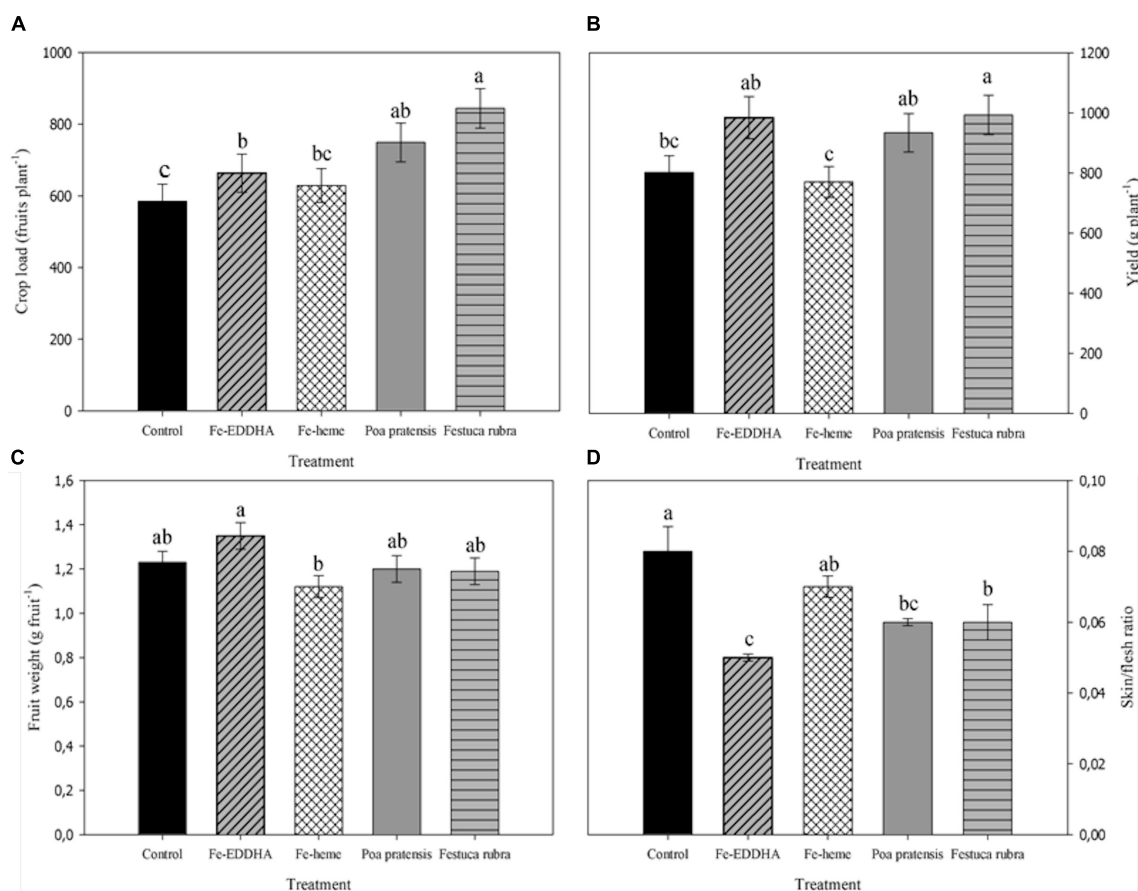 A
Crop load (fruits plant⁻¹)
1000
800
600
400
200
0
c
b
bc
ab
a
Control Fe-EDDHA Fe-heme Poa pratensis Festuca rubra
Treatment
B
bc
ab
c
ab
a
1200
1000
800
600
400
200
0
Yield (g plant⁻¹)
Control Fe-EDDHA Fe-heme Poa pratensis Festuca rubra
Treatment
C
Fruit weight (g fruit⁻¹)
1,6
1,4
1,2
1,0
0,8
0,6
0,4
0,2
0,0
ab
a
b
ab
ab
Control Fe-EDDHA Fe-heme Poa pratensis Festuca rubra
Treatment
D
a
c
ab
bc
b
0,10
0,08
0,06
0,04
0,02
0,00
Skin/flesh ratio
Control Fe-EDDHA Fe-heme Poa pratensis Festuca rubra
Treatment